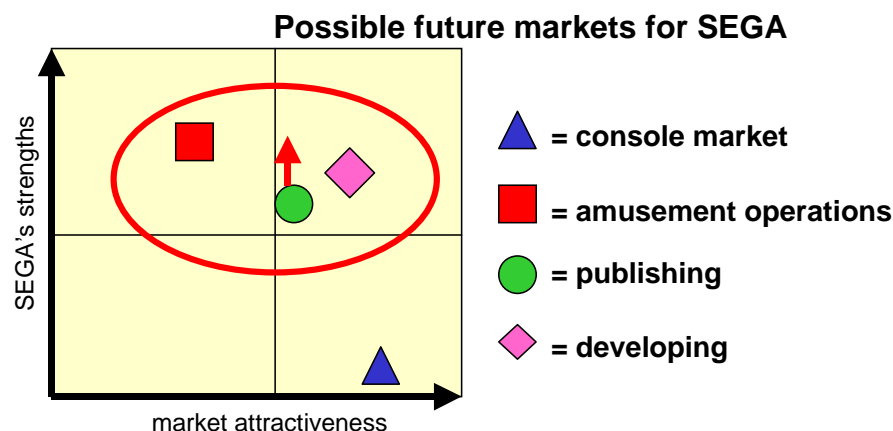 Possible future markets for SEGA
SEGA's strengths
= console market
= amusement operations
= publishing
= developing
market attractiveness